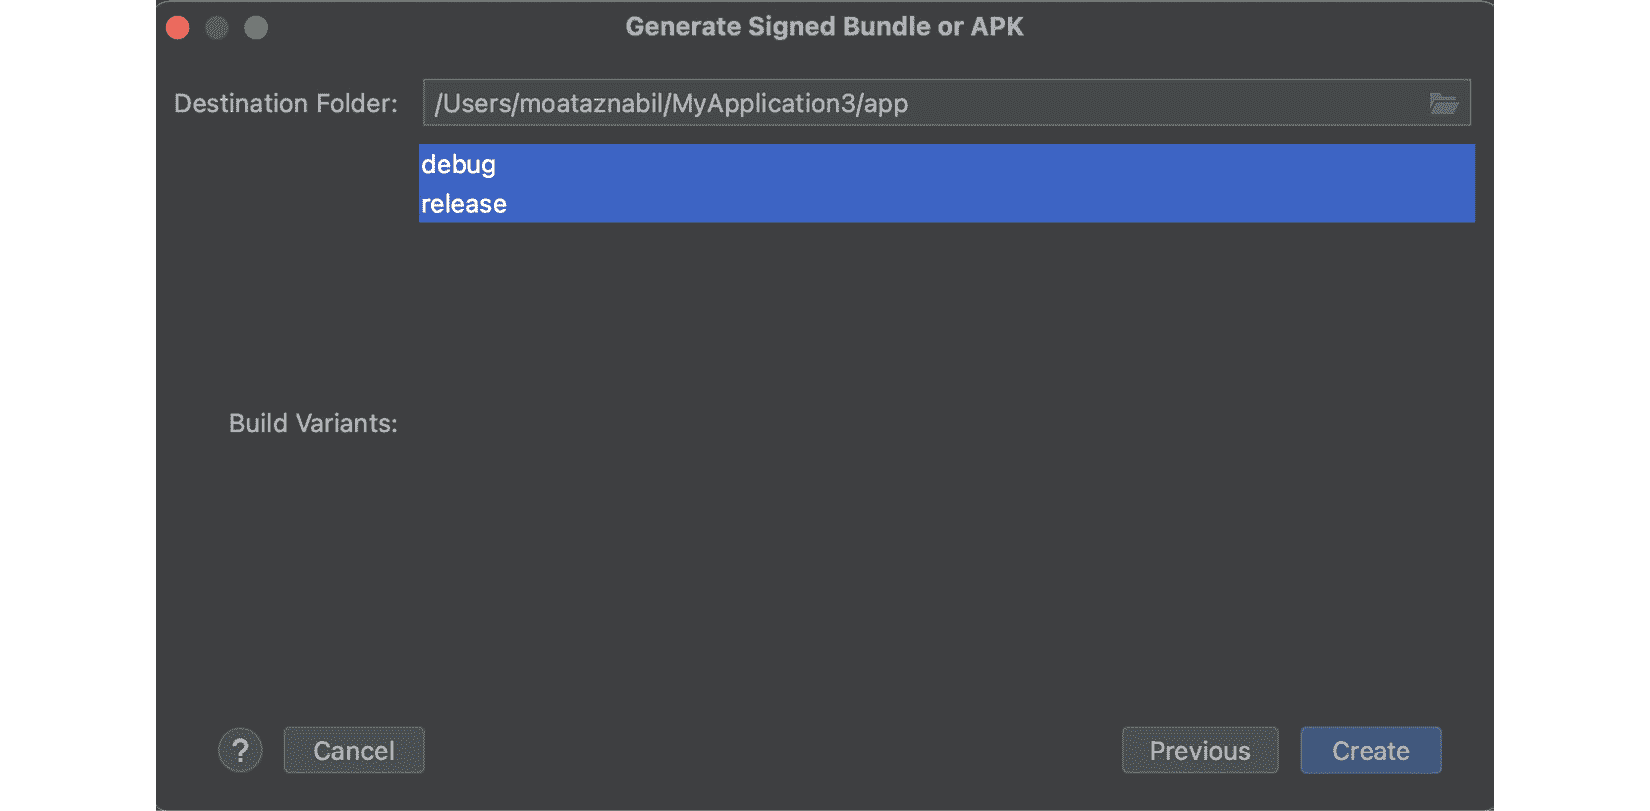 Generate Signed Bundle or APK
Destination Folder: /Users/moataznabil/MyApplication3/app
debug
release
Build Variants:
? Cancel Previous Create